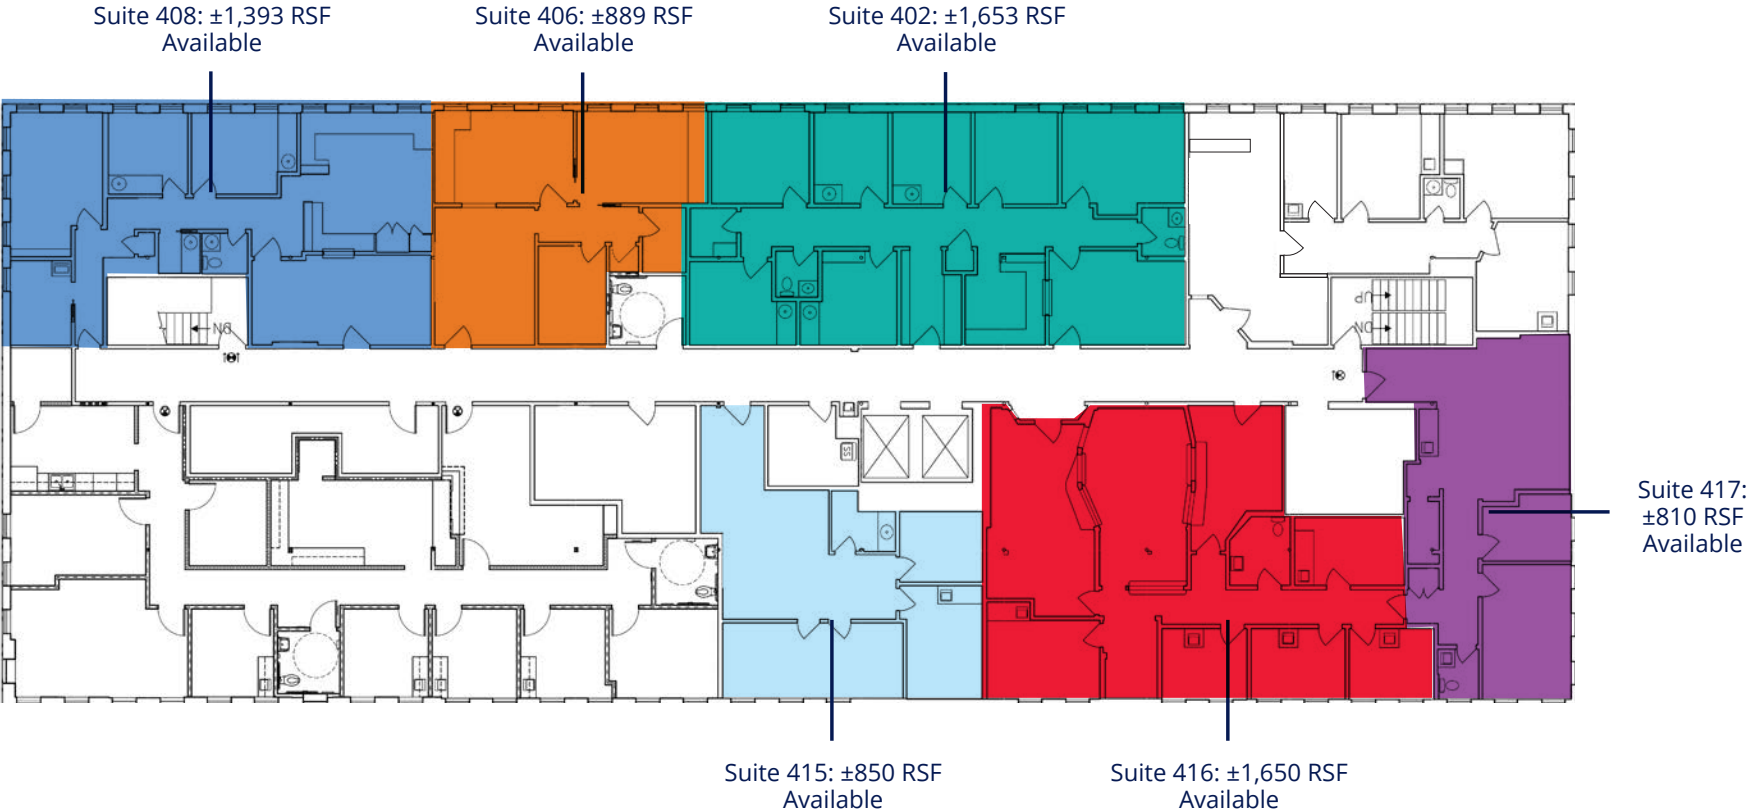 Suite 408: ±1,393 RSF
Available
Suite 406: ±889 RSF
Available
Suite 402: ±1,653 RSF
Available
DN
UP
DN
SS
Suite 417:
±810 RSF
Available
Suite 415: ±850 RSF
Available
Suite 416: ±1,650 RSF
Available